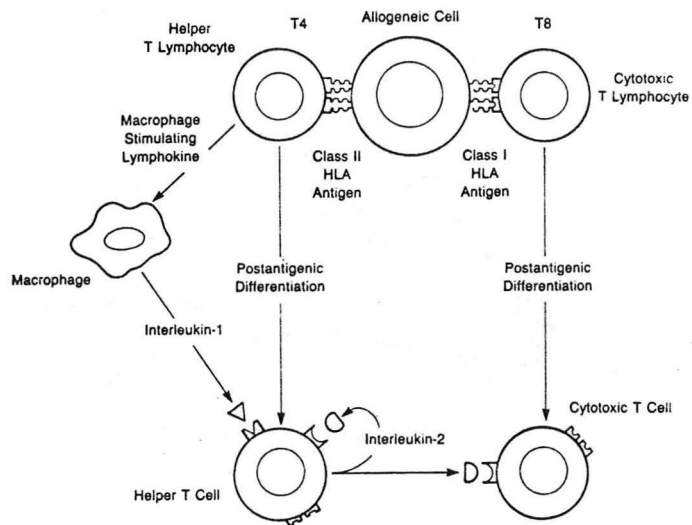 Helper
T Lymphocyte
T4
Allogeneic Cell
T8
Cytotoxic
T Lymphocyte
Macrophage
Stimulating
Lymphokine
Class II
HLA
Antigen
Class I
HLA
Antigen
Macrophage
Postantigenic
Differentiation
Postantigenic
Differentiation
Interleukin-1
Cytotoxic T Cell
Interleukin-2
Helper T Cell